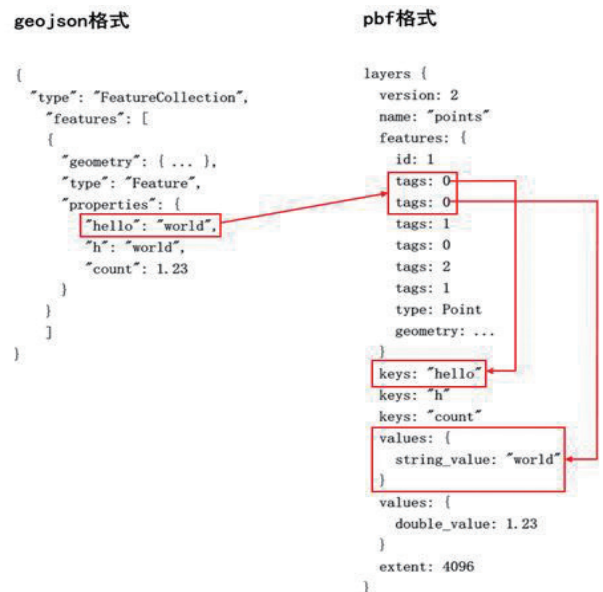 geojson格式
{
"type": "FeatureCollection",
"features": [
{
"geometry": { ... },
"type": "Feature",
"properties": {
"hello": "world",
"h": "world",
"count": 1.23
}
}
]
}
pbf格式
layers {
version: 2
name: "points"
features: {
id: 1
tags: 0
tags: 0
tags: 1
tags: 0
tags: 2
tags: 1
type: Point
geometry: ...
}
keys: "hello"
keys: "h"
keys: "count"
values: {
string_value: "world"
}
values: {
double_value: 1.23
}
extent: 4096
}